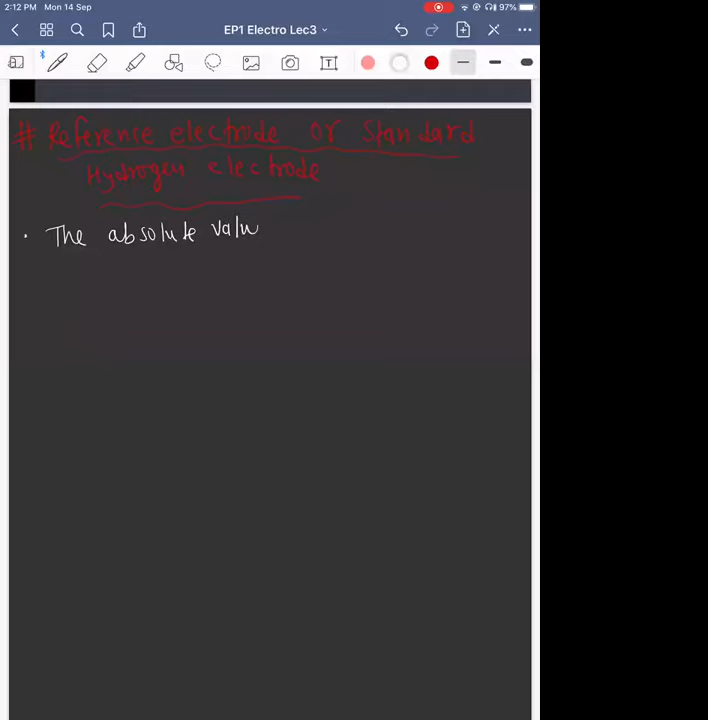 2:12 PM Mon 14 Sep 97%
EP1 Electro Lec3
# Reference electrode or Standard
Hydrogen electrode
· The absolute valu